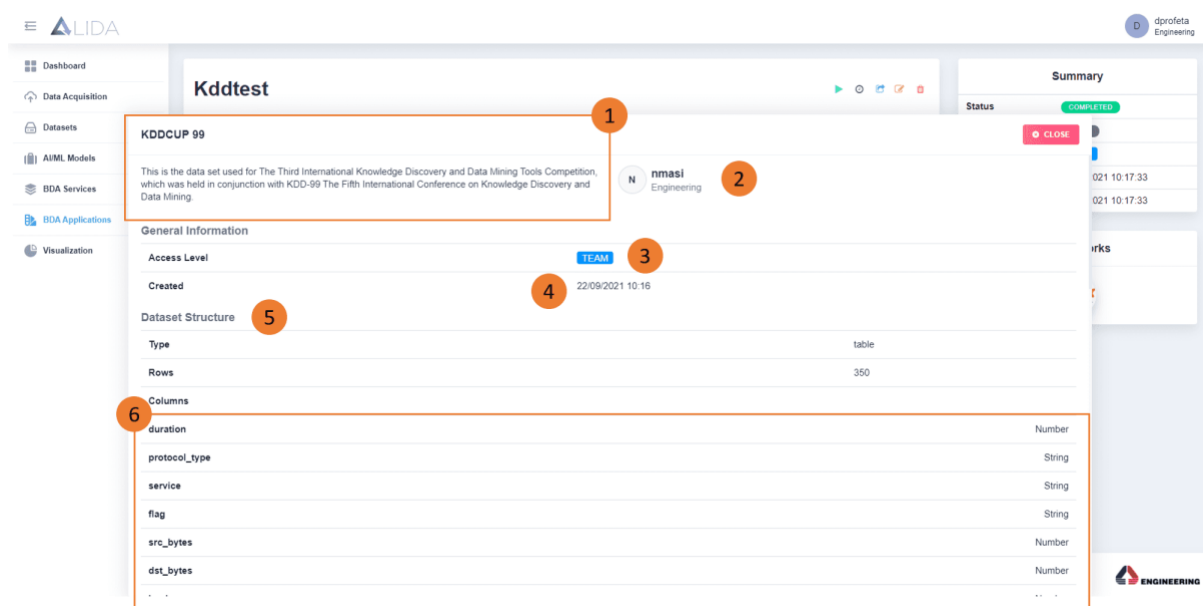 ALIDA
D
dprofeta
Engineering
Dashboard
Data Acquisition
Datasets
AI/ML Models
BDA Services
BDA Applications
Visualization
Kddtest
Summary
Status
COMPLETED
1
KDDCUP 99
CLOSE
This is the data set used for The Third International Knowledge Discovery and Data Mining Tools Competition,
which was held in conjunction with KDD-99 The Fifth International Conference on Knowledge Discovery and
Data Mining.
N
nmasi
Engineering
2
021 10:17:33
021 10:17:33
General Information
Access Level
TEAM
3
Created
4
22/09/2021 10:16
Dataset Structure
5
Type
table
Rows
350
Columns
6
duration
Number
protocol_type
String
service
String
flag
String
src_bytes
Number
dst_bytes
Number
ENGINEERING